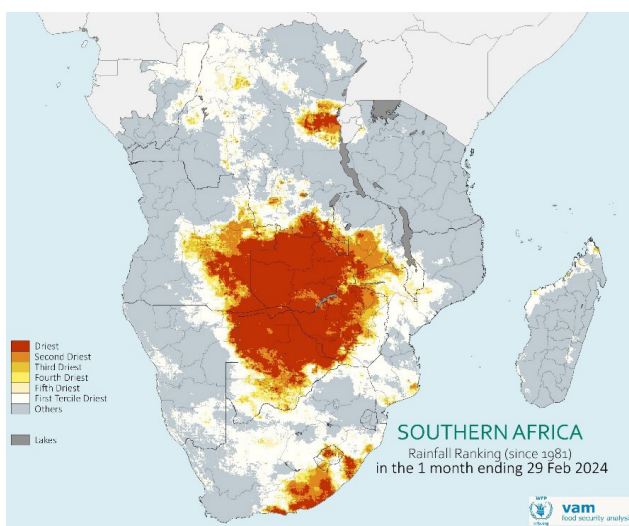 Driest
Second Driest
Third Driest
Fourth Driest
Fifth Driest
First Tercile Driest
Others
Lakes
SOUTHERN AFRICA
Rainfall Ranking (since 1981)
in the 1 month ending 29 Feb 2024
WFP
vam
food security analysi